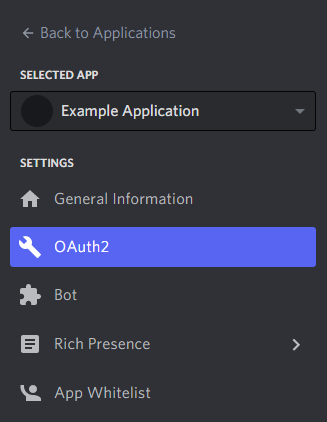 Back to Applications
SELECTED APP
Example Application
SETTINGS
General Information
OAuth2
Bot
Rich Presence
App Whitelist